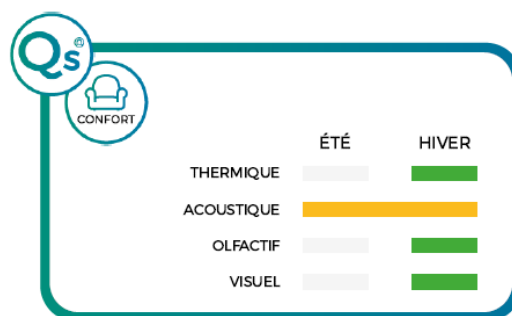 Qs©
CONFORT
ÉTÉ HIVER
THERMIQUE
ACOUSTIQUE
OLFACTIF
VISUEL